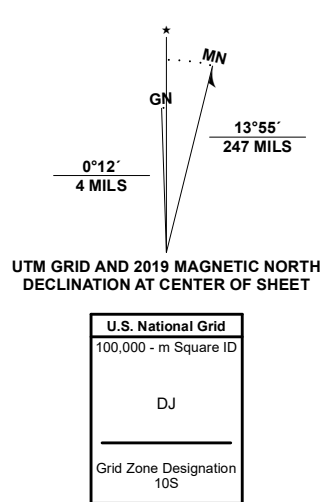 ★
MN
GN
13°55´
247 MILS
0°12´
4 MILS
UTM GRID AND 2019 MAGNETIC NORTH
DECLINATION AT CENTER OF SHEET
U.S. National Grid
100,000 - m Square ID
DJ
Grid Zone Designation
10S